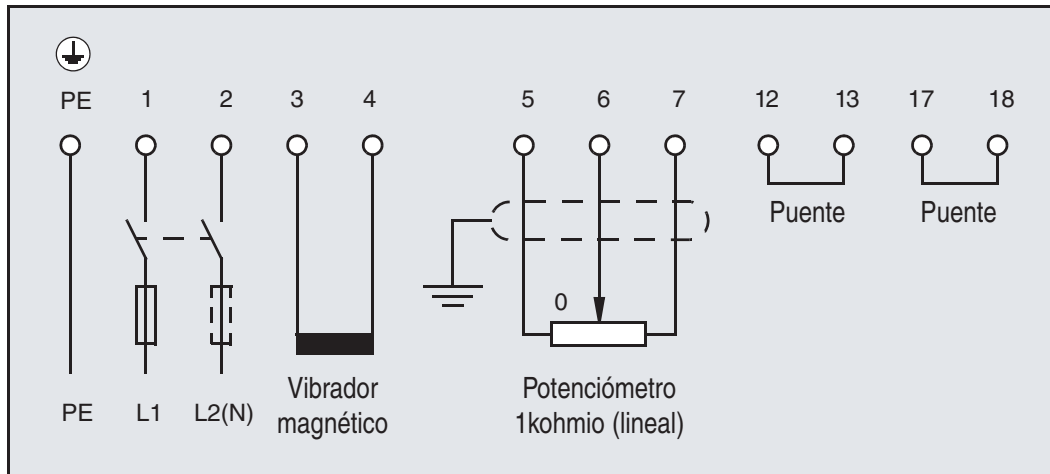 PE 1 2 3 4 5 6 7 12 13 17 18
Puente Puente
0
Vibrador
magnético
Potenciómetro
1kohmio (lineal)
PE L1 L2(N)